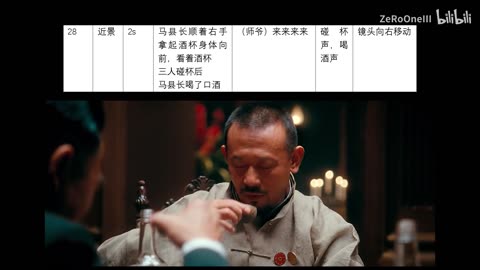 ZeRoOneIII bilibili
28 近景 2s 马县长顺着右手 （师爷）来来来来 碰杯 镜头向右移动
拿起酒杯身体向 声，喝
前，看着酒杯 酒声
三人碰杯后
马县长喝了口酒